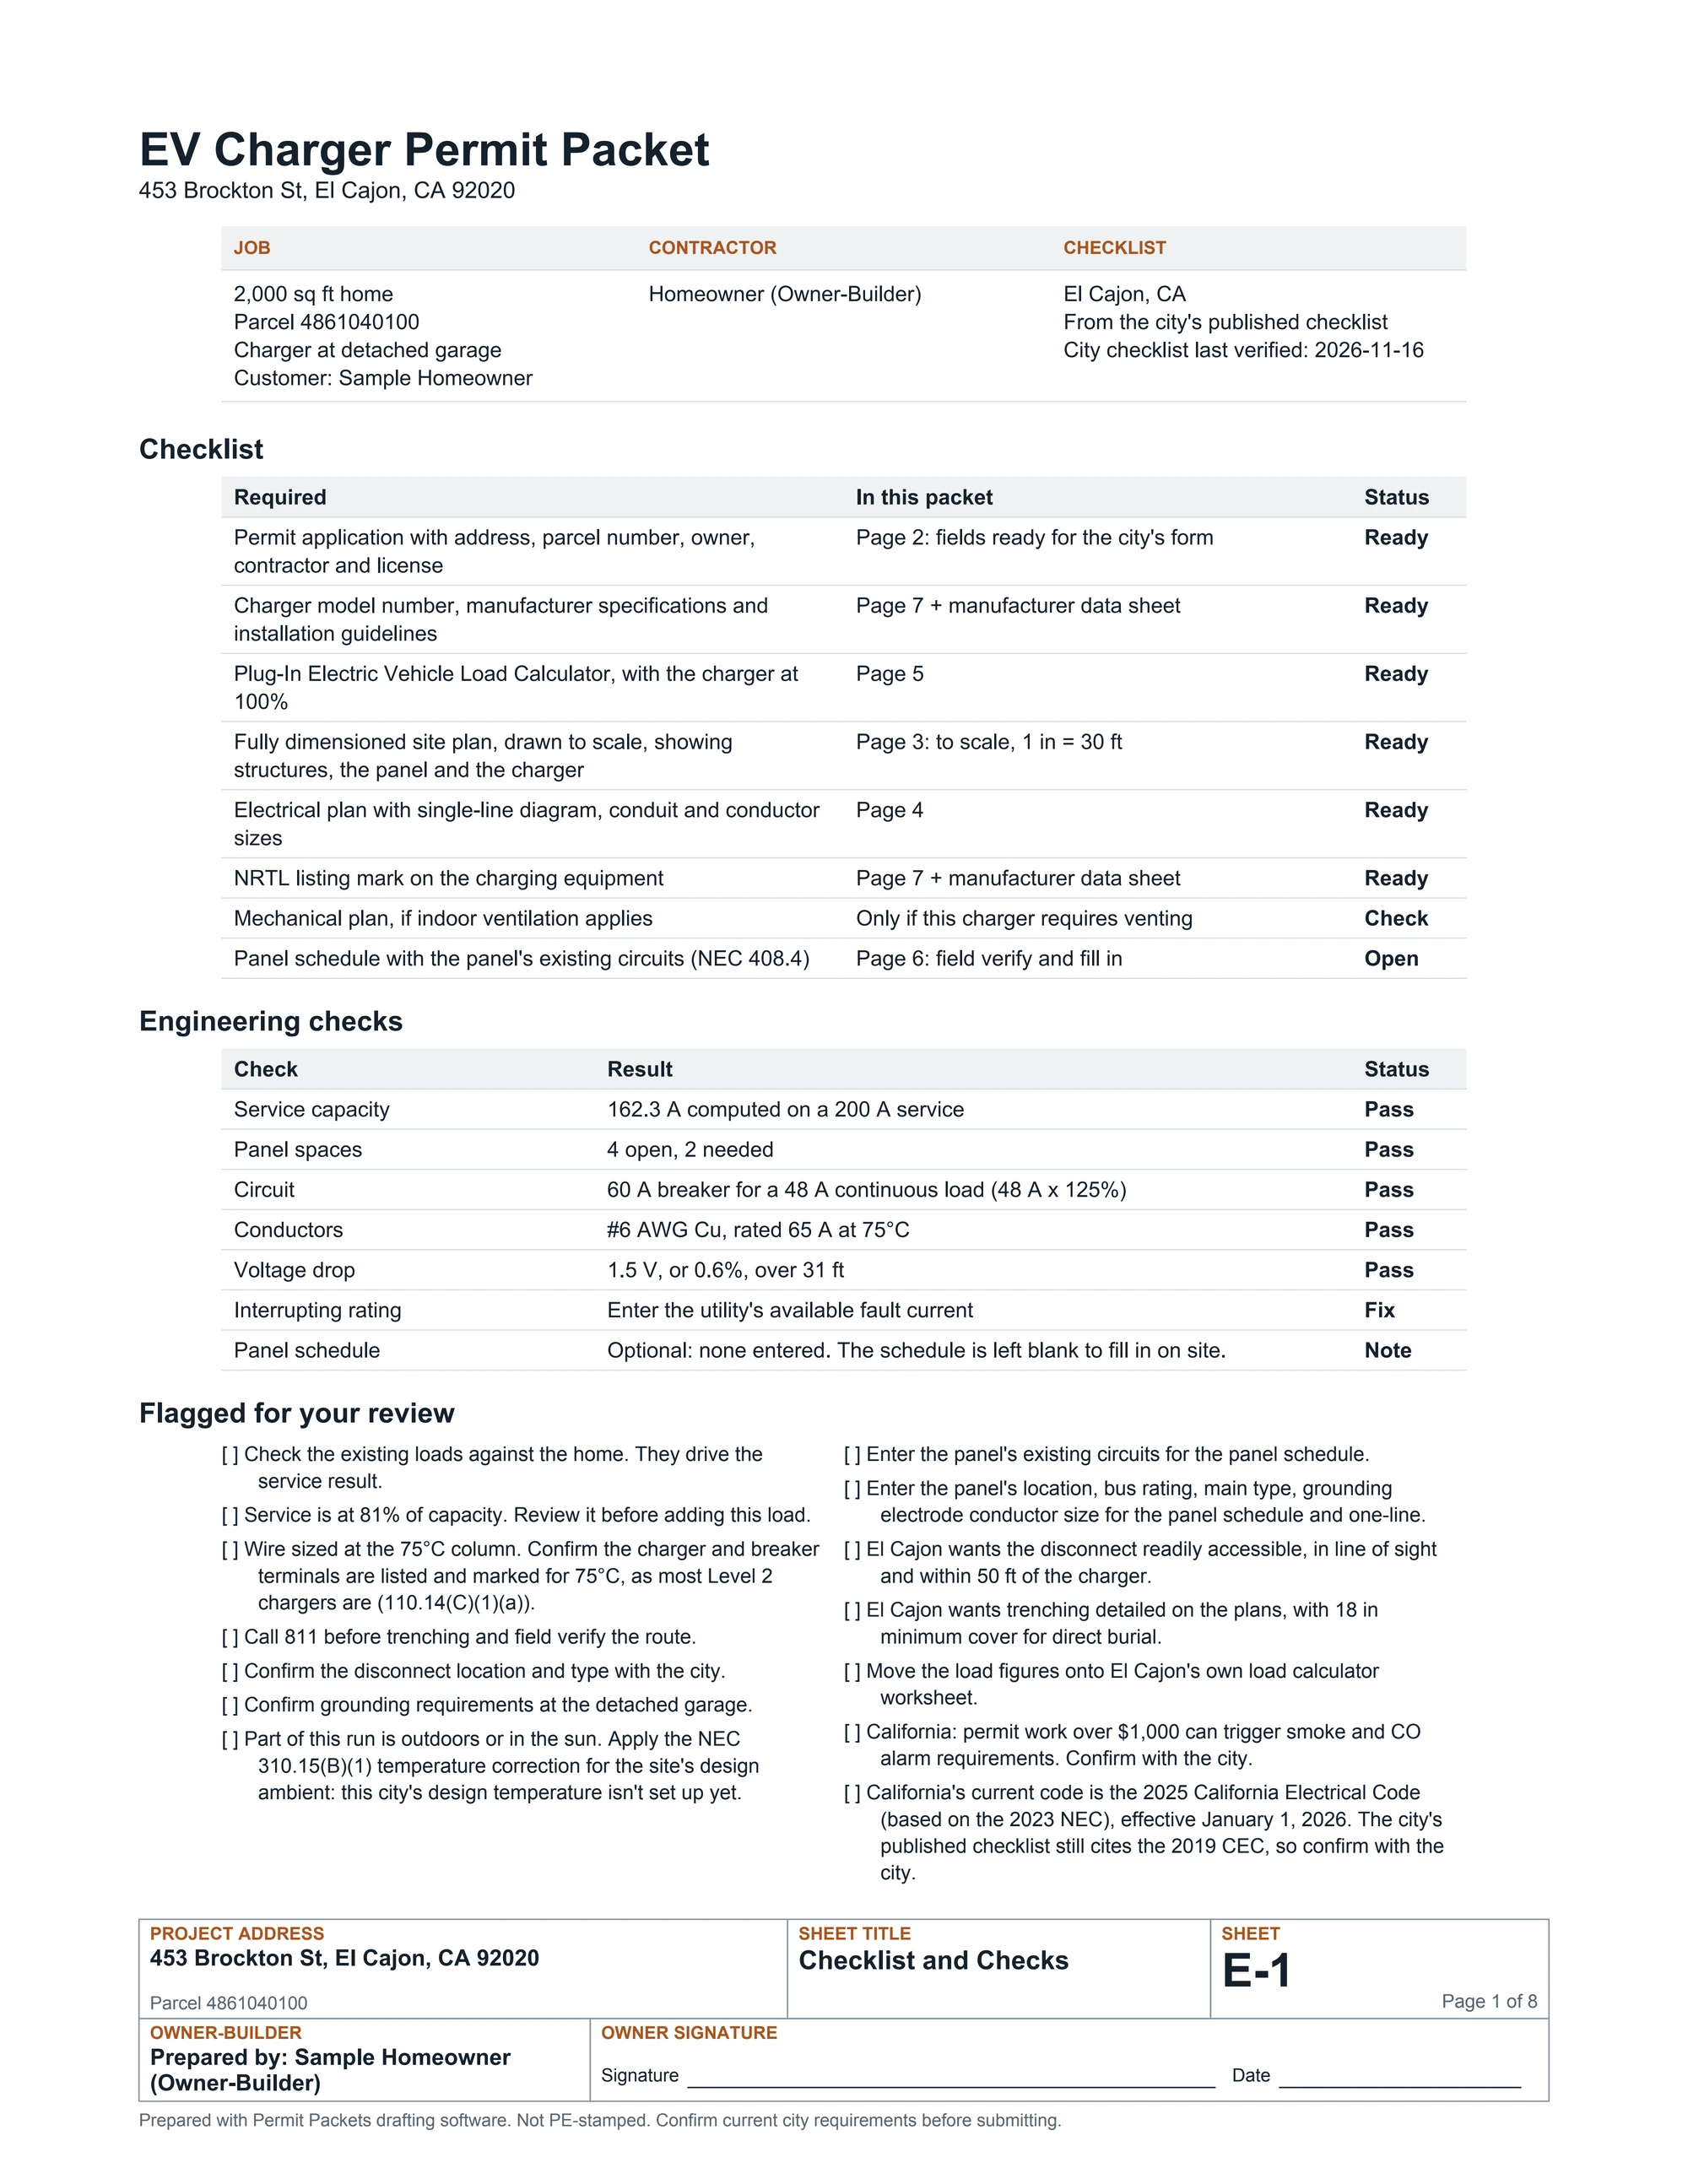 EV Charger Permit Packet
453 Brockton St, El Cajon, CA 92020
JOB CONTRACTOR CHECKLIST
2,000 sq ft home Homeowner (Owner-Builder) El Cajon, CA
Parcel 4861040100 From the city's published checklist
Charger at detached garage City checklist last verified: 2026-11-16
Customer: Sample Homeowner
Checklist
Required In this packet Status
Permit application with address, parcel number, owner, Page 2: fields ready for the city's form Ready
contractor and license
Charger model number, manufacturer specifications and Page 7 + manufacturer data sheet Ready
installation guidelines
Plug-In Electric Vehicle Load Calculator, with the charger at Page 5 Ready
100%
Fully dimensioned site plan, drawn to scale, showing Page 3: to scale, 1 in = 30 ft Ready
structures, the panel and the charger
Electrical plan with single-line diagram, conduit and conductor Page 4 Ready
sizes
NRTL listing mark on the charging equipment Page 7 + manufacturer data sheet Ready
Mechanical plan, if indoor ventilation applies Only if this charger requires venting Check
Panel schedule with the panel's existing circuits (NEC 408.4) Page 6: field verify and fill in Open
Engineering checks
Check Result Status
Service capacity 162.3 A computed on a 200 A service Pass
Panel spaces 4 open, 2 needed Pass
Circuit 60 A breaker for a 48 A continuous load (48 A x 125%) Pass
Conductors #6 AWG Cu, rated 65 A at 75°C Pass
Voltage drop 1.5 V, or 0.6%, over 31 ft Pass
Interrupting rating Enter the utility's available fault current Fix
Panel schedule Optional: none entered. The schedule is left blank to fill in on site. Note
Flagged for your review
[ ] Check the existing loads against the home. They drive the
service result.
[ ] Service is at 81% of capacity. Review it before adding this load.
[ ] Wire sized at the 75°C column. Confirm the charger and breaker
terminals are listed and marked for 75°C, as most Level 2
chargers are (110.14(C)(1)(a)).
[ ] Call 811 before trenching and field verify the route.
[ ] Confirm the disconnect location and type with the city.
[ ] Confirm grounding requirements at the detached garage.
[ ] Part of this run is outdoors or in the sun. Apply the NEC
310.15(B)(1) temperature correction for the site's design
ambient: this city's design temperature isn't set up yet.
[ ] Enter the panel's existing circuits for the panel schedule.
[ ] Enter the panel's location, bus rating, main type, grounding
electrode conductor size for the panel schedule and one-line.
[ ] El Cajon wants the disconnect readily accessible, in line of sight
and within 50 ft of the charger.
[ ] El Cajon wants trenching detailed on the plans, with 18 in
minimum cover for direct burial.
[ ] Move the load figures onto El Cajon's own load calculator
worksheet.
[ ] California: permit work over $1,000 can trigger smoke and CO
alarm requirements. Confirm with the city.
[ ] California's current code is the 2025 California Electrical Code
(based on the 2023 NEC), effective January 1, 2026. The city's
published checklist still cites the 2019 CEC, so confirm with the
city.
PROJECT ADDRESS SHEET TITLE SHEET
453 Brockton St, El Cajon, CA 92020 Checklist and Checks E-1
Parcel 4861040100 Page 1 of 8
OWNER-BUILDER OWNER SIGNATURE
Prepared by: Sample Homeowner
(Owner-Builder) Signature Date
Prepared with Permit Packets drafting software. Not PE-stamped. Confirm current city requirements before submitting.